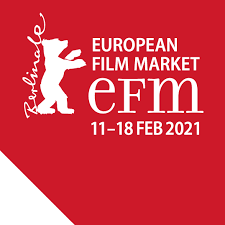 Berlinale
EUROPEAN
FILM MARKET
eFm
11–18 FEB 2021